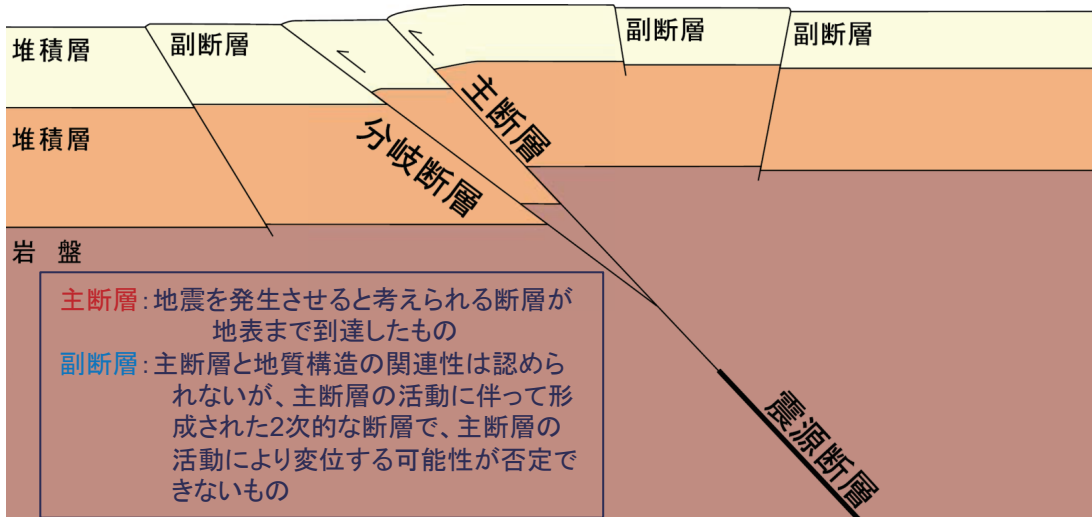 堆積層
副断層
副断層
副断層
堆積層
主断層
分岐断層
岩 盤
主断層：地震を発生させると考えられる断層が
地表まで到達したもの
副断層：主断層と地質構造の関連性は認めら
れないが、主断層の活動に伴って形
成された2次的な断層で、主断層の
活動により変位する可能性が否定で
きないもの
震源断層